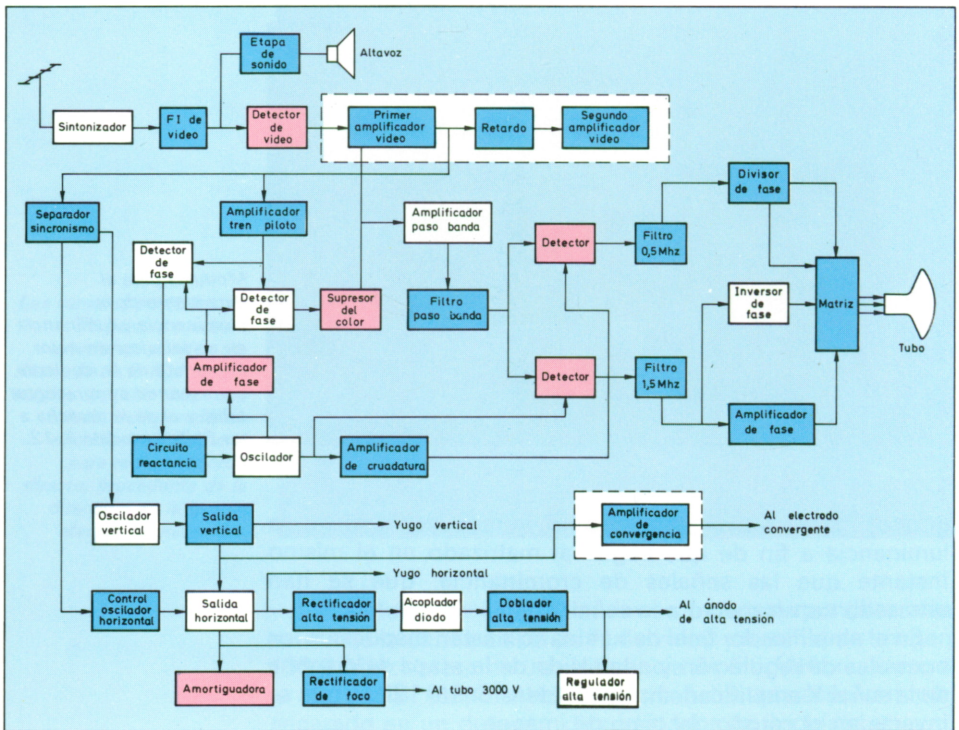 Etapa
de
sonido
Altavoz
Sintonizador
FI de
video
Detector
de
video
Primer
amplificador
video
Retardo
Segundo
amplificador
video
Separador
sincronismo
Amplificador
tren piloto
Amplificador
paso banda
Detector
Filtro
0,5 Mhz
Divisor
de fase
Detector
de
fase
Detector
de fase
Supresor
del
color
Filtro
paso banda
Inversor
de
fase
Matriz
Tubo
Amplificador
de fase
Detector
Filtro
1,5 Mhz
Amplificador
de fase
Circuito
reactancia
Oscilador
Amplificador
de cruadatura
Oscilador
vertical
Salida
vertical
Yugo vertical
Amplificador
de
convergencia
Al electrodo
convergente
Yugo horizontal
Control
oscilador
horizontal
Salida
horizontal
Rectificador
alta tensión
Acoplador
diodo
Doblador
alta tensión
Al ánodo
de
alta tensión
Amortiguadora
Rectificador
de foco
Al tubo 3000 V
Regulador
alta tensión